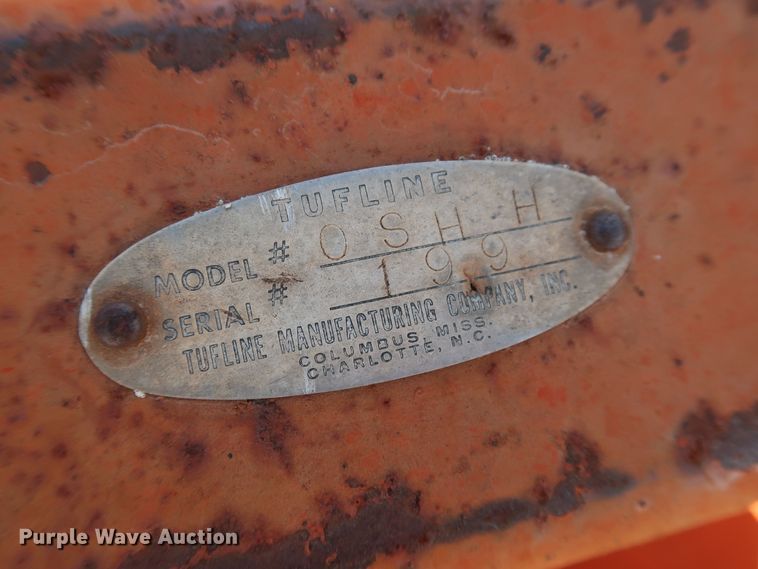 TUFLINE
MODEL # OSH H
SERIAL # 199
TUFLINE MANUFACTURING COMPANY, INC.
COLUMBUS, MISS.
CHARLOTTE, N.C.
Purple Wave Auction